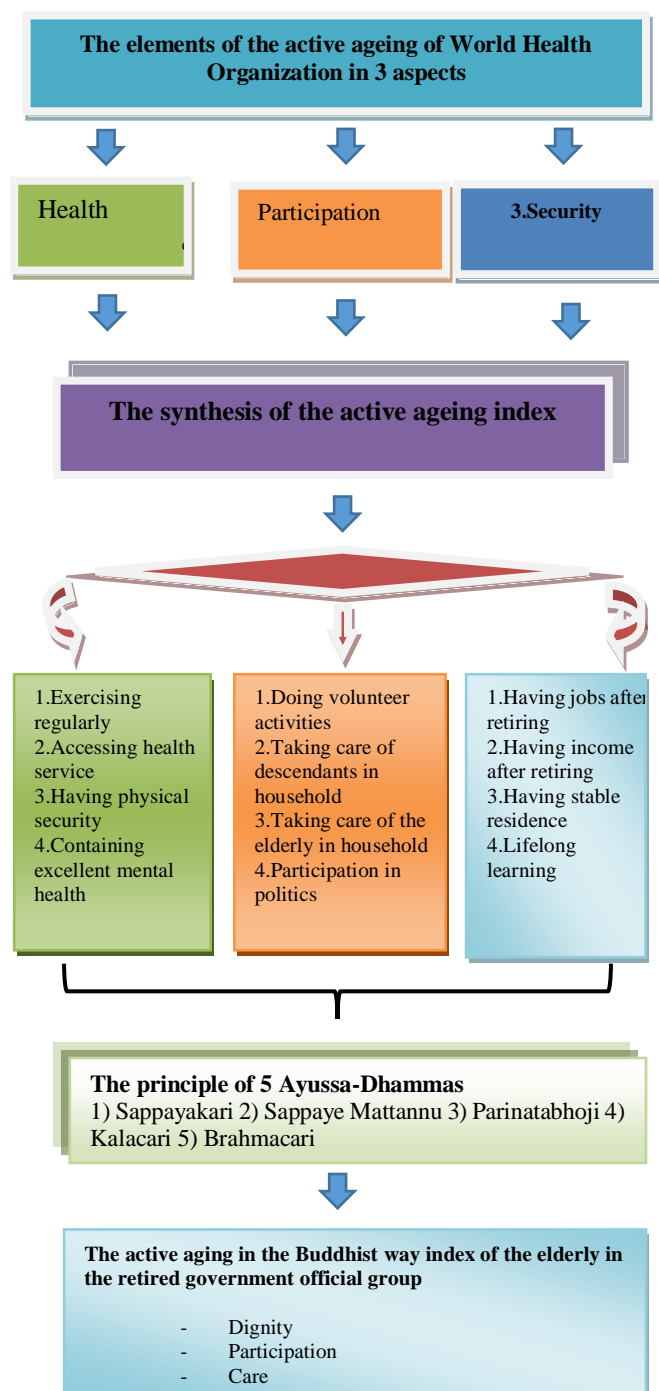 The elements of the active ageing of World Health
Organization in 3 aspects
Health
Participation
3.Security
The synthesis of the active ageing index
1.Exercising
regularly
2.Accessing health
service
3.Having physical
security
4.Containing
excellent mental
health
1.Doing volunteer
activities
2.Taking care of
descendants in
household
3.Taking care of the
elderly in household
4.Participation in
politics
1.Having jobs after
retiring
2.Having income
after retiring
3.Having stable
residence
4.Lifelong
learning
The principle of 5 Ayussa-Dhammas
1) Sappayakari 2) Sappaye Mattannu 3) Parinatabhoji 4)
Kalacari 5) Brahmacari
The active aging in the Buddhist way index of the elderly in
the retired government official group
- Dignity
- Participation
- Care